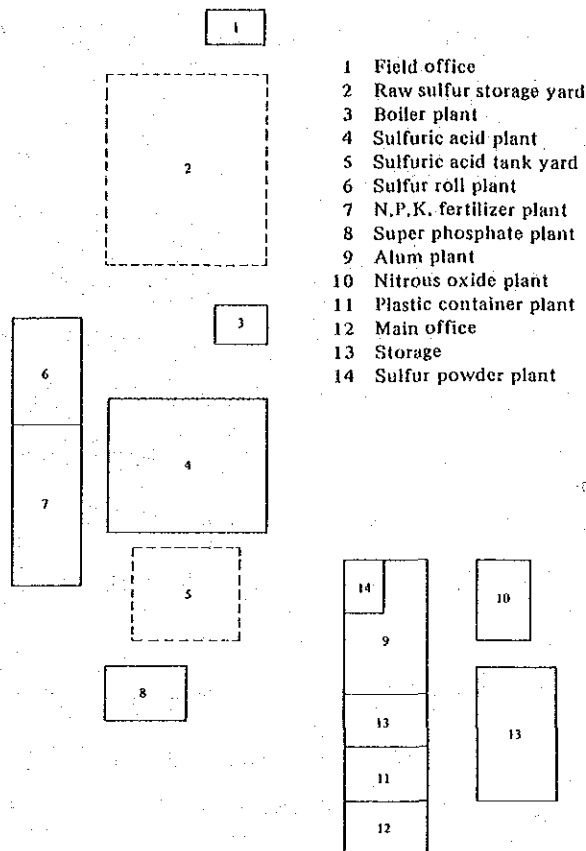 1
1 Field office
2 Raw sulfur storage yard
3 Boiler plant
4 Sulfuric acid plant
5 Sulfuric acid tank yard
6 Sulfur roll plant
7 N.P.K. fertilizer plant
8 Super phosphate plant
9 Alum plant
10 Nitrous oxide plant
11 Plastic container plant
12 Main office
13 Storage
14 Sulfur powder plant
2
3
6
4
7
14
10
5
9
8
13
13
11
12